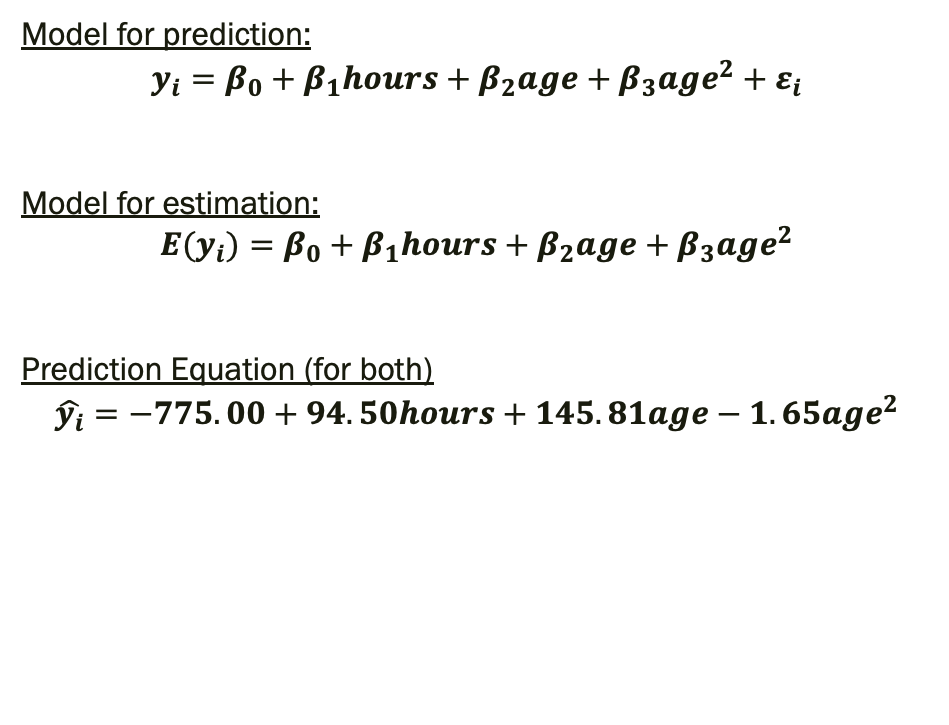 Model for prediction:
yᵢ = β₀ + β₁hours + β₂age + β₃age² + εᵢ
Model for estimation:
E(yᵢ) = β₀ + β₁hours + β₂age + β₃age²
Prediction Equation (for both)
ŷᵢ = −775.00 + 94.50hours + 145.81age − 1.65age²